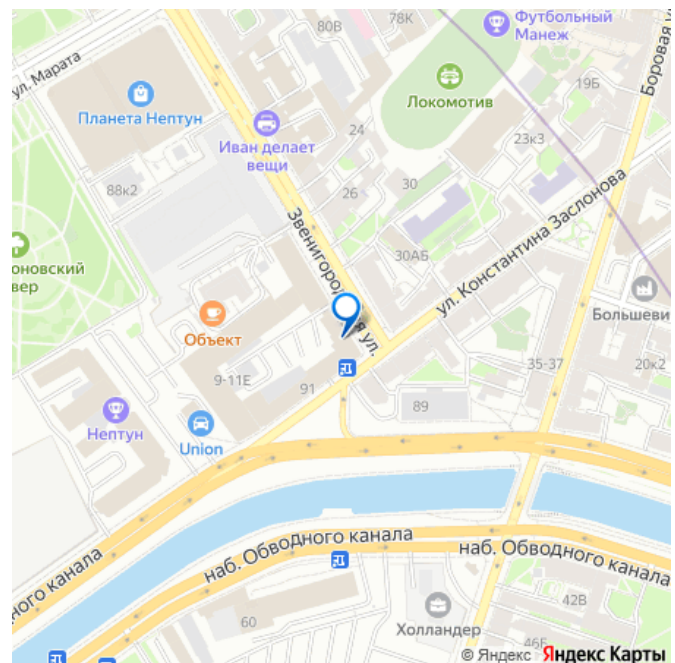 Футбольный
Манеж
78К
80В
Боровая
ул. Марата
19Б
Локомотив
Планета Нептун
Иван делает
вещи
24
23к3
88к2
26
30
ул. Константина Заслонова
Звенигородская ул.
30АБ
оновский
вер
Объект
Большеви
9-11Е
91
35-37
20к2
89
Нептун
Union
наб. Обводного канала
наб. Обводного канала
ного канала
60
Холландер
42В
46Б
© Яндекс Яндекс Карты